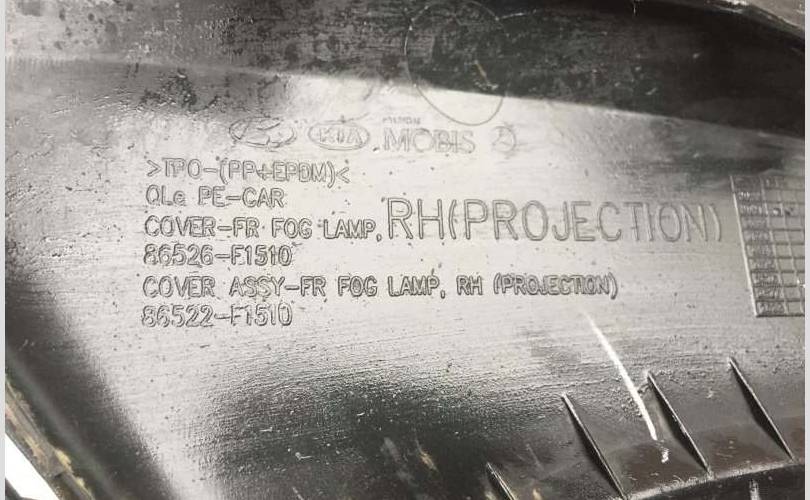 KIA MOBIS
>TPO-(PP+EPDM)<
QLe PE-CAR
COVER-FR FOG LAMP, RH(PROJECTION)
86526-F1510
COVER ASSY-FR FOG LAMP, RH (PROJECTION)
86522-F1510